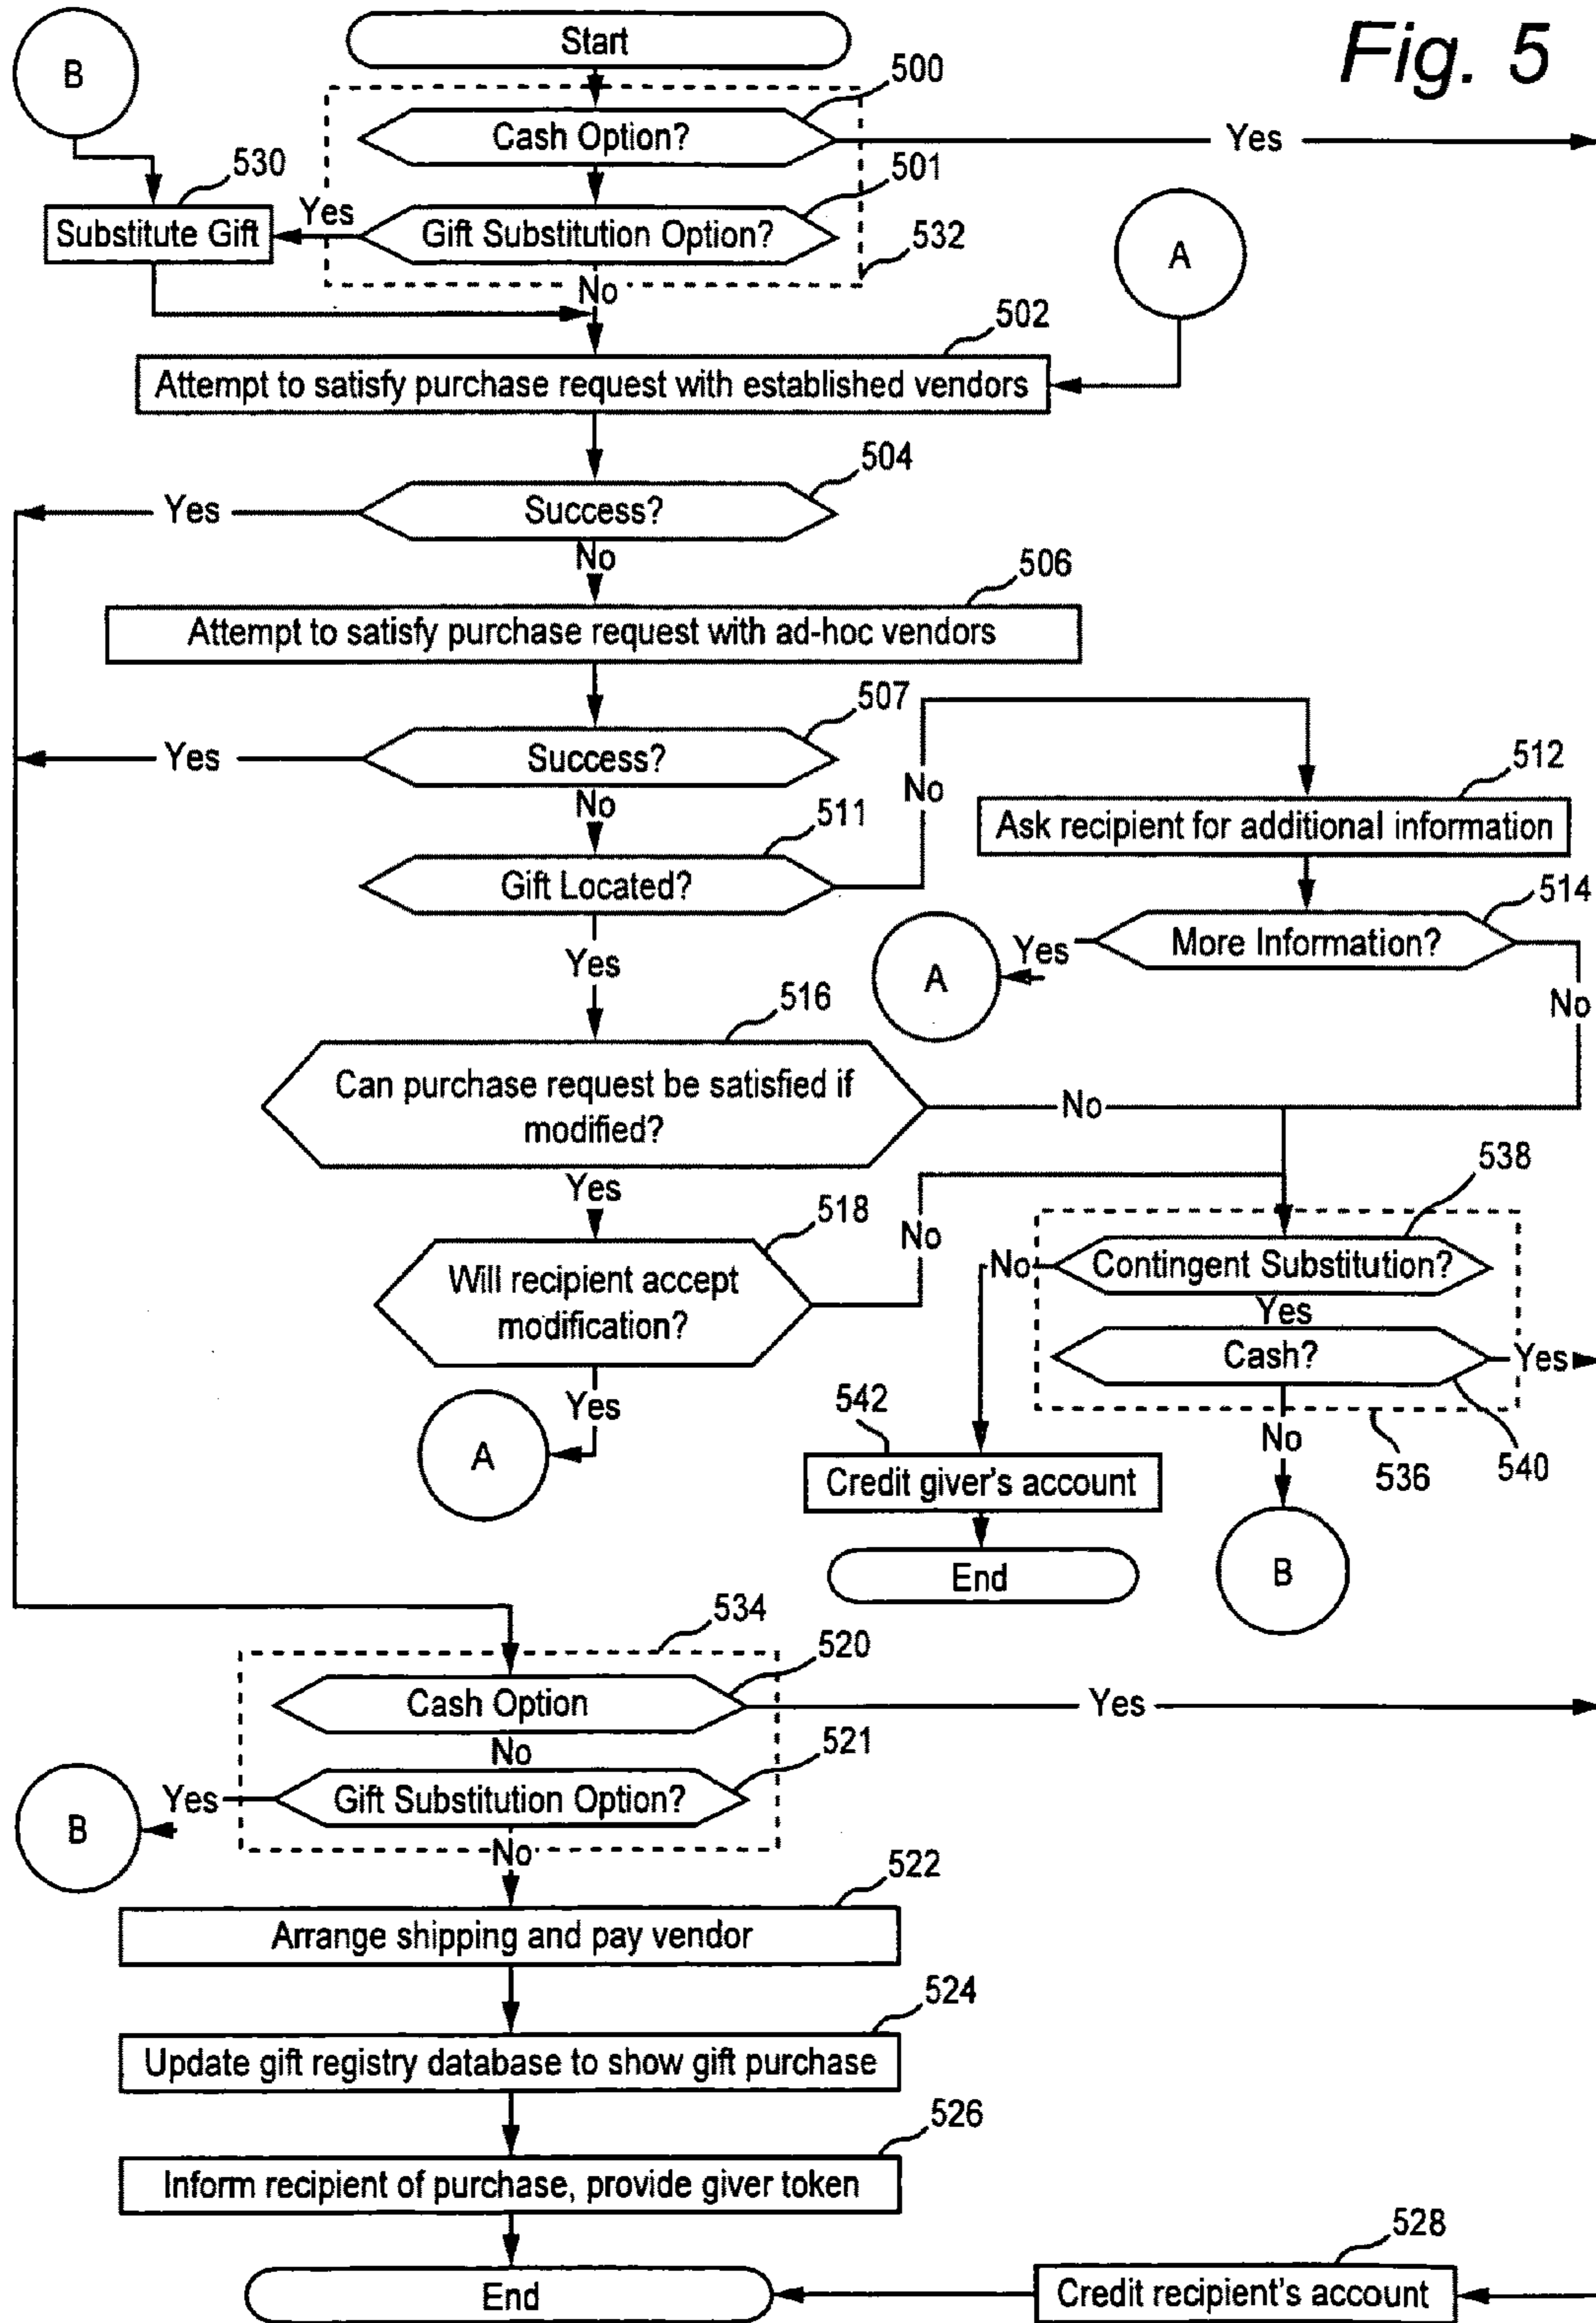 Fig. 5
B
Start
500
Cash Option?
Yes
530
501
Substitute Gift
Yes
Gift Substitution Option?
532
A
No
502
Attempt to satisfy purchase request with established vendors
504
Yes
Success?
No
506
Attempt to satisfy purchase request with ad-hoc vendors
507
Yes
Success?
No
No
512
511
Ask recipient for additional information
Gift Located?
514
More Information?
Yes
A
Yes
No
516
Can purchase request be satisfied if
modified?
No
Yes
538
518
No
Will recipient accept
modification?
No
Contingent Substitution?
Yes
Cash?
Yes
Yes
A
542
No
536
540
Credit giver's account
End
B
534
520
Cash Option
Yes
No
521
B
Yes
Gift Substitution Option?
No
522
Arrange shipping and pay vendor
524
Update gift registry database to show gift purchase
526
Inform recipient of purchase, provide giver token
528
End
Credit recipient's account